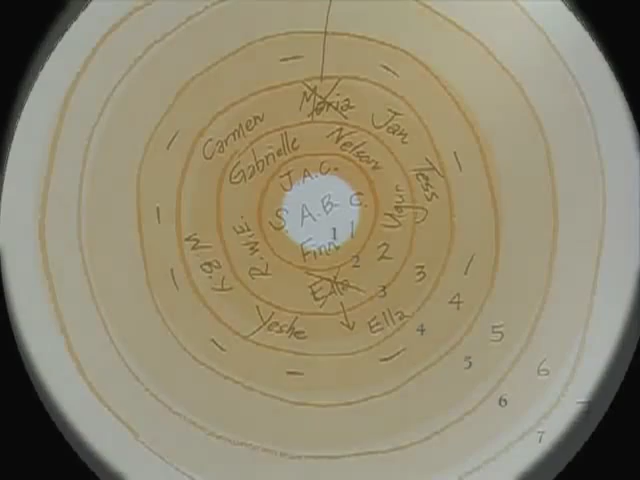 Maria
Carmen
Jan
Gabrielle
Nelson
Tess
J.A.C.
S
A.B.
C.
Ugur
R.W.E.
K.B.M
Finn
1
1
2
2
Ella
3
3
Yeshe
Ella
4
4
5
5
6
6
7